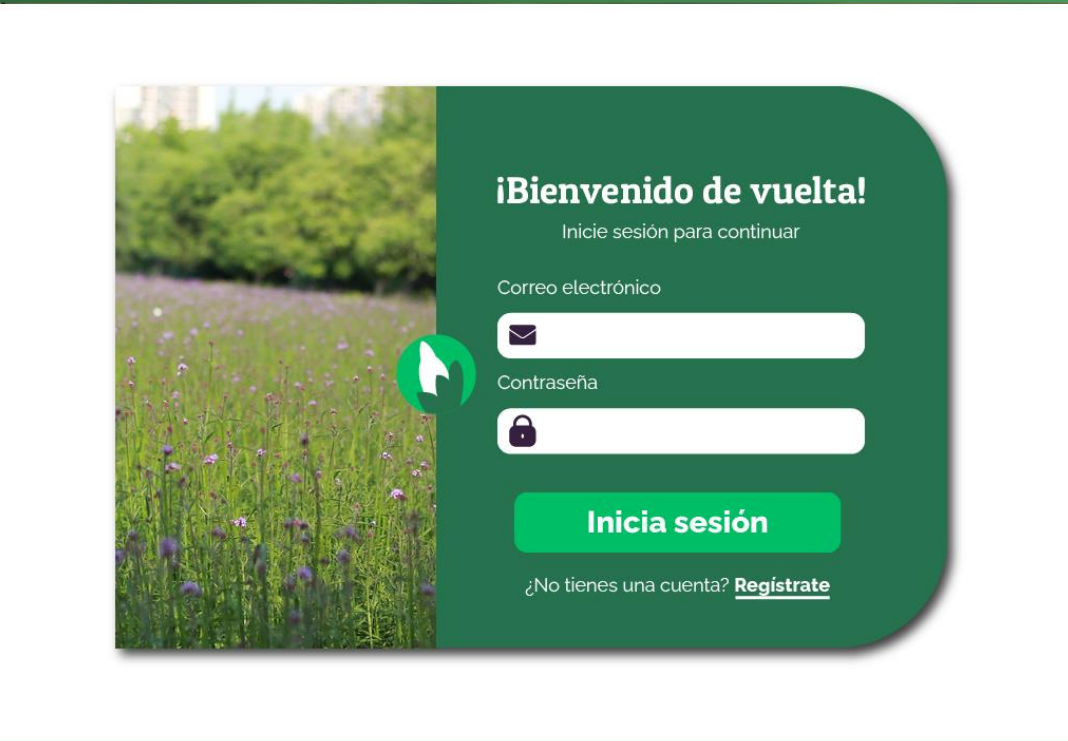 ¡Bienvenido de vuelta!
Inicie sesión para continuar
Correo electrónico
Contraseña
Inicia sesión
¿No tienes una cuenta? Regístrate